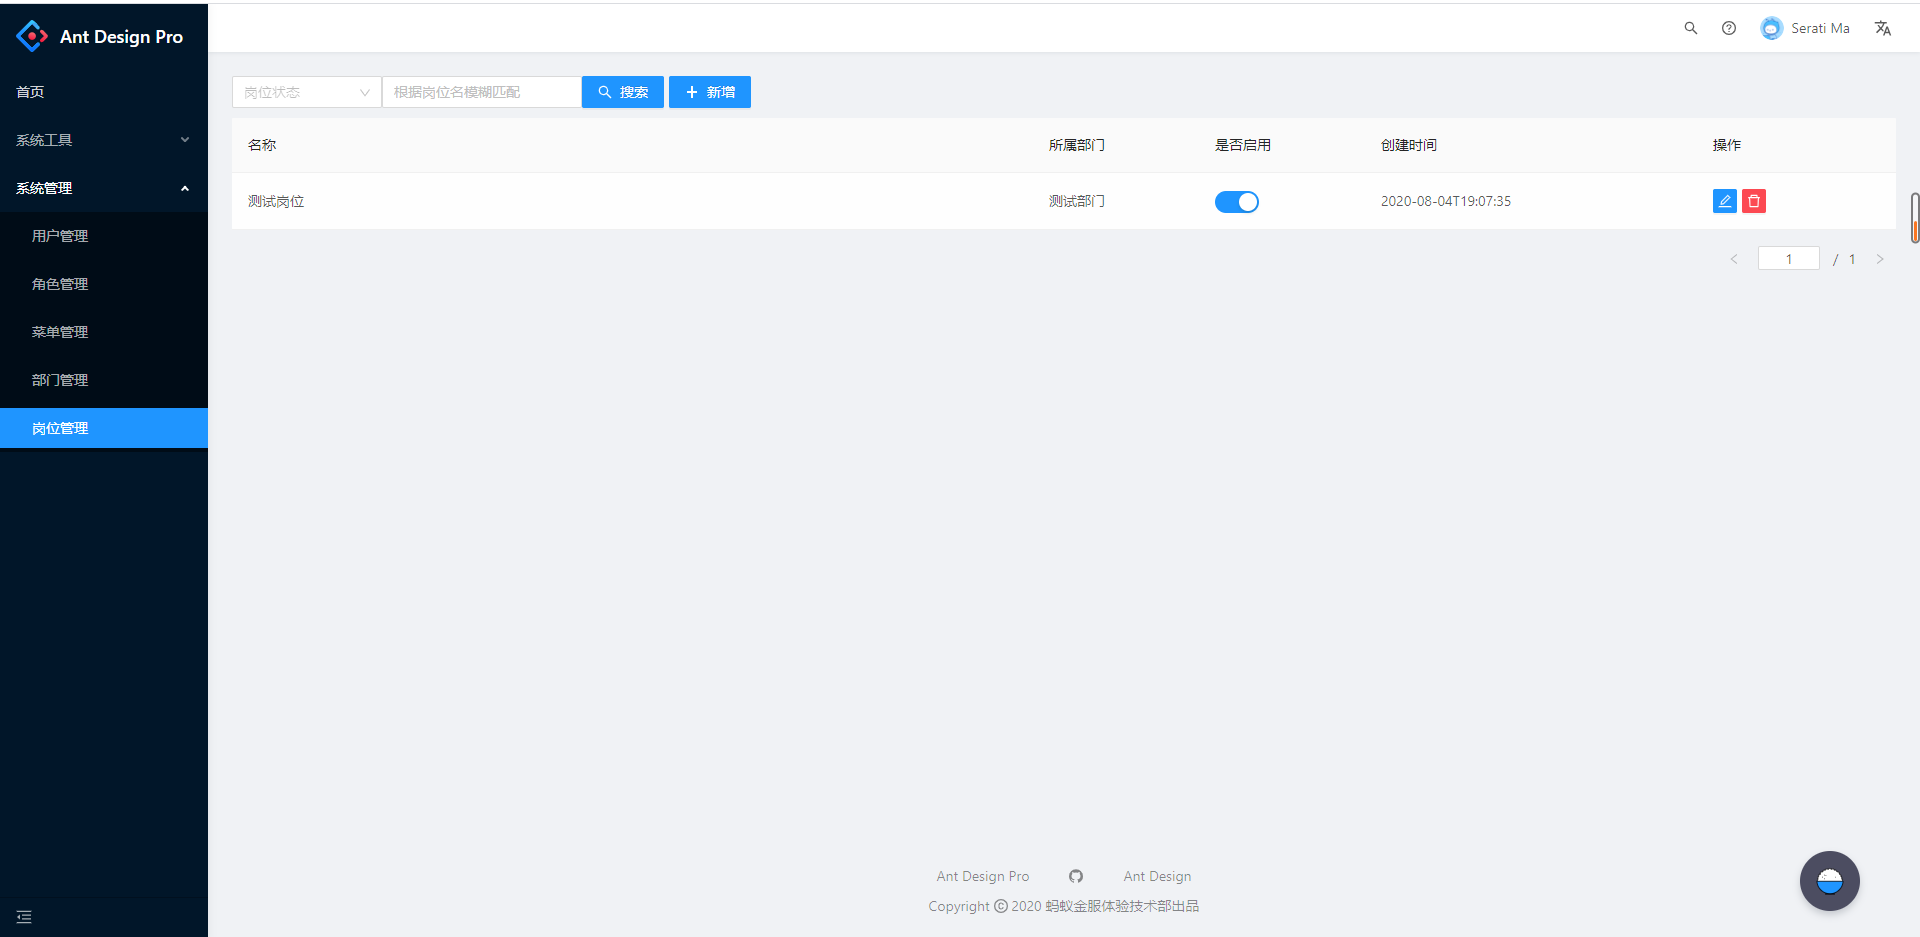 Ant Design Pro
Serati Ma
首页
系统工具
系统管理
用户管理
角色管理
菜单管理
部门管理
岗位管理
岗位状态 根据岗位名模糊匹配 搜索 新增
名称 所属部门 是否启用 创建时间 操作
测试岗位 测试部门 2020-08-04T19:07:35
1 / 1
Ant Design Pro Ant Design
Copyright © 2020 蚂蚁金服体验技术部出品